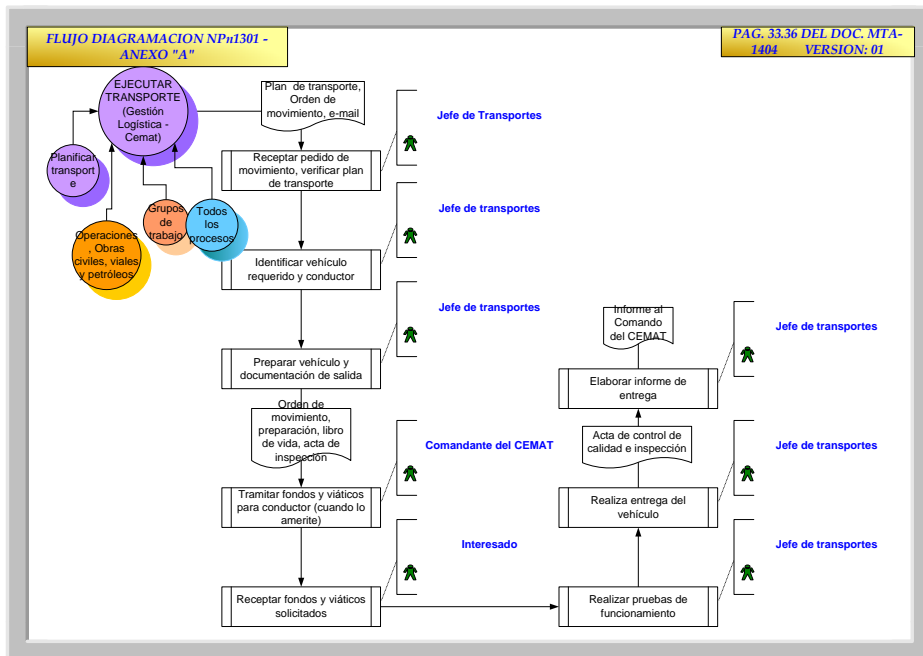 FLUJO DIAGRAMACION NPn1301 -
ANEXO "A"
PAG. 33.36 DEL DOC. MTA-
1404 VERSION: 01
EJECUTAR
TRANSPORTE
(Gestión
Logística -
Cemat)
Planificar
transport
e
Operaciones
, Obras
civiles, viales
y petróleos
Grupos
de
trabajo
Todos
los
procesos
Plan de transporte,
Orden de
movimiento, e-mail
Jefe de Transportes
Receptar pedido de
movimiento, verificar plan
de transporte
Jefe de transportes
Identificar vehículo
requerido y conductor
Jefe de transportes
Preparar vehículo y
documentación de salida
Orden de
movimiento,
preparación, libro
de vida, acta de
inspección
Comandante del CEMAT
Tramitar fondos y viáticos
para conductor (cuando lo
amerite)
Interesado
Receptar fondos y viáticos
solicitados
Informe al
Comando
del CEMAT
Jefe de transportes
Elaborar informe de
entrega
Acta de control de
calidad e inspección
Jefe de transportes
Realiza entrega del
vehículo
Jefe de transportes
Realizar pruebas de
funcionamiento